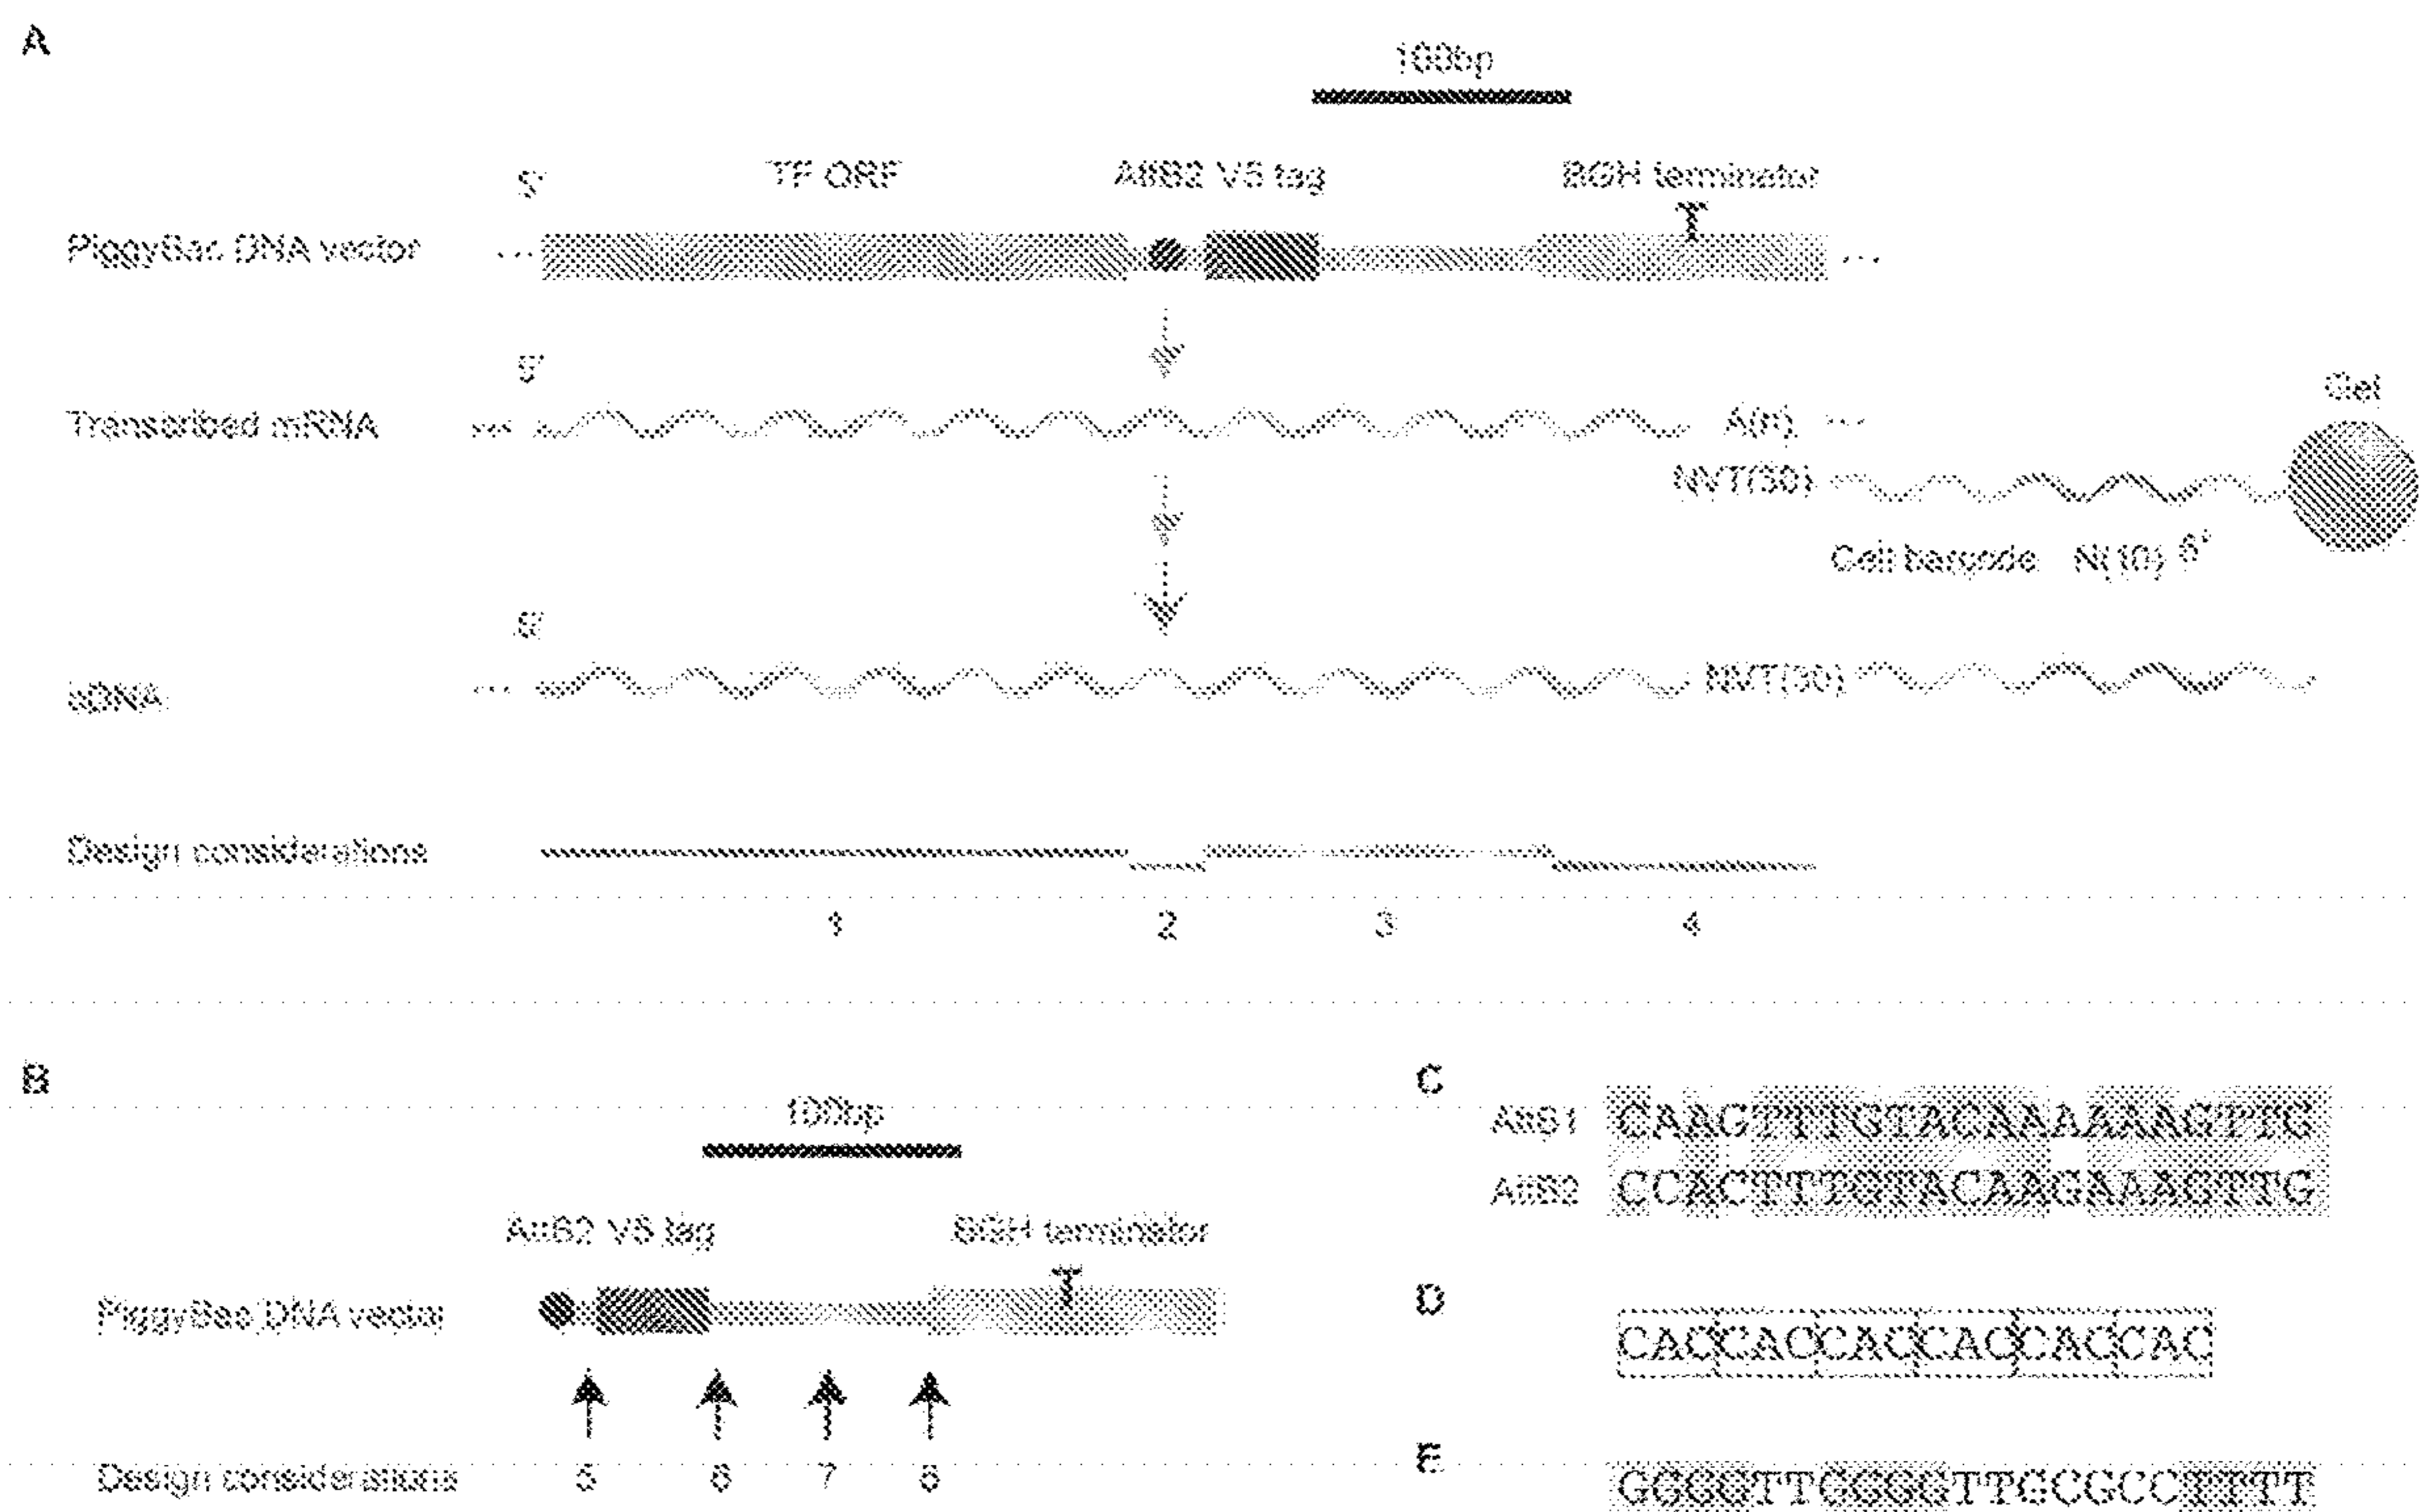 A
100bp
5' TF ORF AttB2 V5 tag BGH terminator
T
PiggyBac DNA vector ... ...
5'
Gel
Transcribed mRNA ... A(n) ...
NVT(30)
Cell barcode N(10) 5'
5'
cDNA ... NVT(30)
Design considerations
1 2 3 4
B
100bp
AttB2 V5 tag BGH terminator
T
PiggyBac DNA vector
Design considerations 5 6 7 8
C
AttB1 CAAGTTTGTACAAAAAAGTTG
AttB2 CCACTTTGTACAAGAAAGTTG
D
CACCACCACCACCACCAC
E